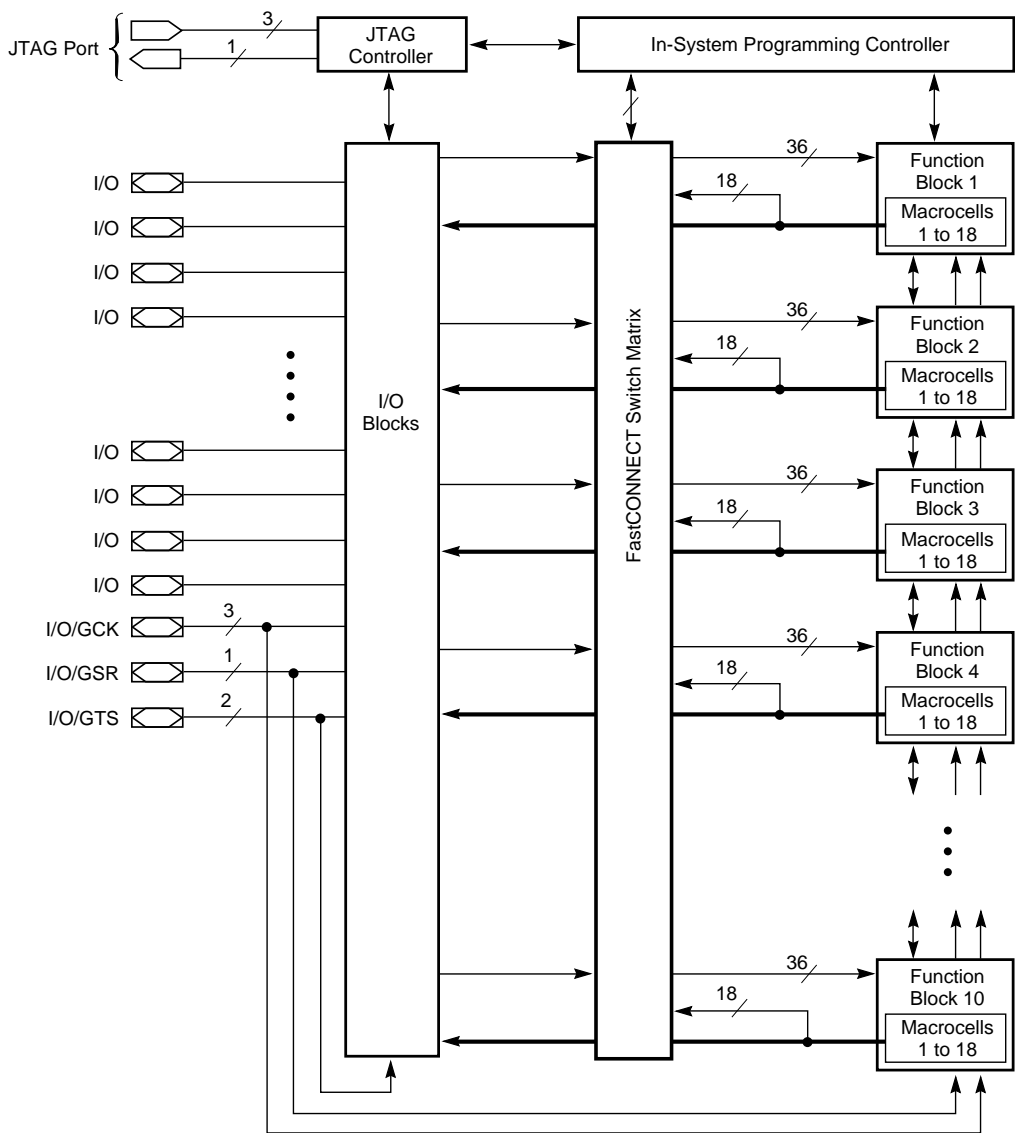 3
JTAG Port
1
JTAG
Controller
In-System Programming Controller
I/O
I/O
I/O
I/O
I/O
I/O
I/O
I/O
I/O/GCK
3
I/O/GSR
1
I/O/GTS
2
I/O
Blocks
FastCONNECT Switch Matrix
36
18
Function
Block 1
Macrocells
1 to 18
36
18
Function
Block 2
Macrocells
1 to 18
36
18
Function
Block 3
Macrocells
1 to 18
36
18
Function
Block 4
Macrocells
1 to 18
36
18
Function
Block 10
Macrocells
1 to 18